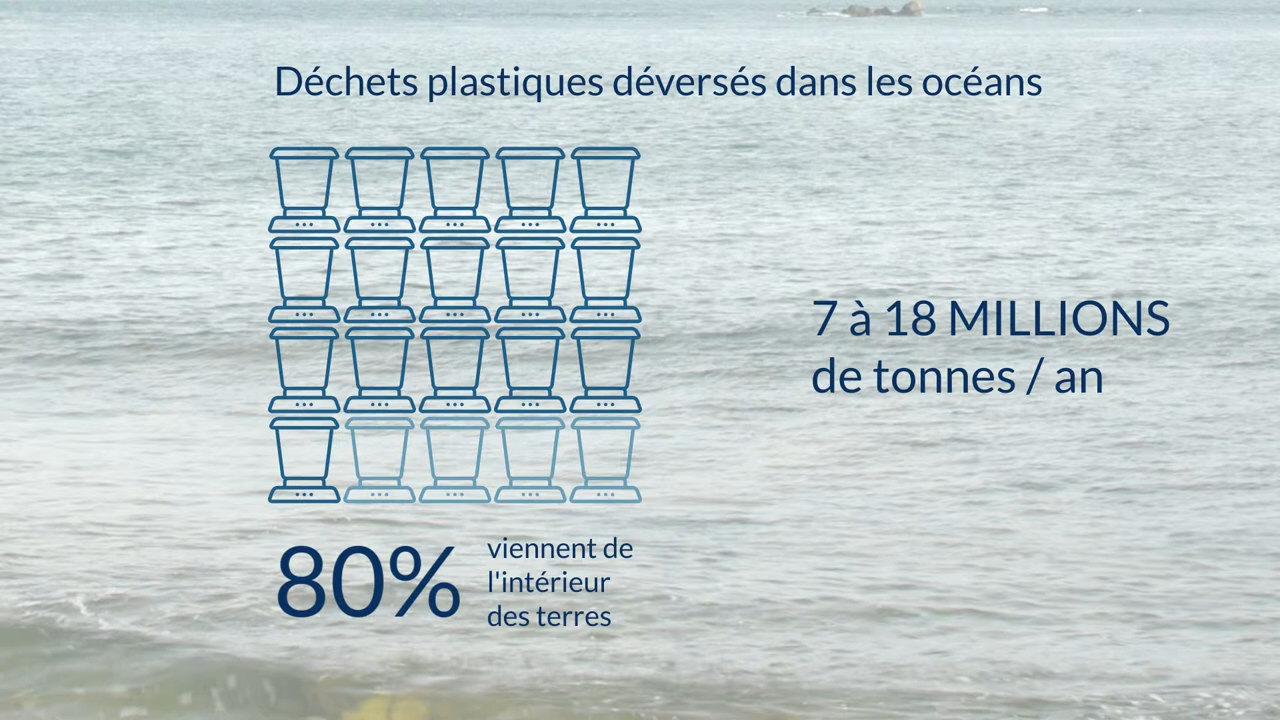 Déchets plastiques déversés dans les océans
7 à 18 MILLIONS
de tonnes / an
80%
viennent de
l'intérieur
des terres